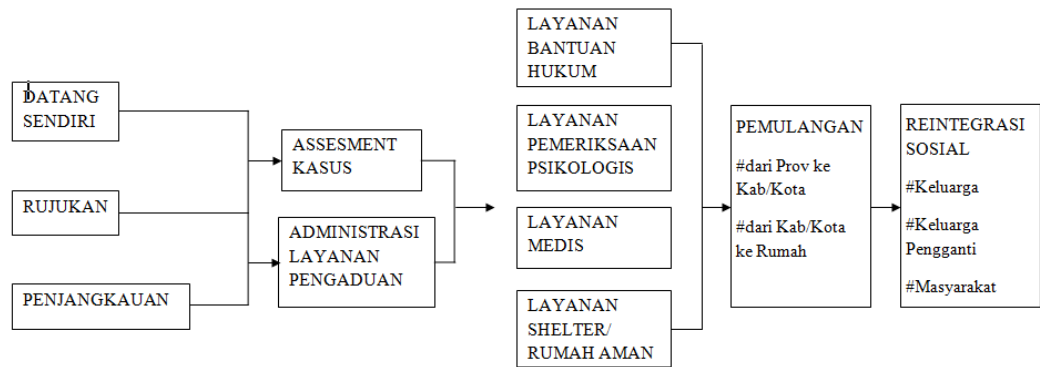 DATANG
SENDIRI
RUJUKAN
PENJANGKAUAN
ASSESMENT
KASUS
ADMINISTRASI
LAYANAN
PENGADUAN
LAYANAN
BANTUAN
HUKUM
LAYANAN
PEMERIKSAAN
PSIKOLOGIS
LAYANAN
MEDIS
LAYANAN
SHELTER/
RUMAH AMAN
PEMULANGAN
#dari Prov ke
Kab/Kota
#dari Kab/Kota
ke Rumah
REINTEGRASI
SOSIAL
#Keluarga
#Keluarga
Pengganti
#Masyarakat